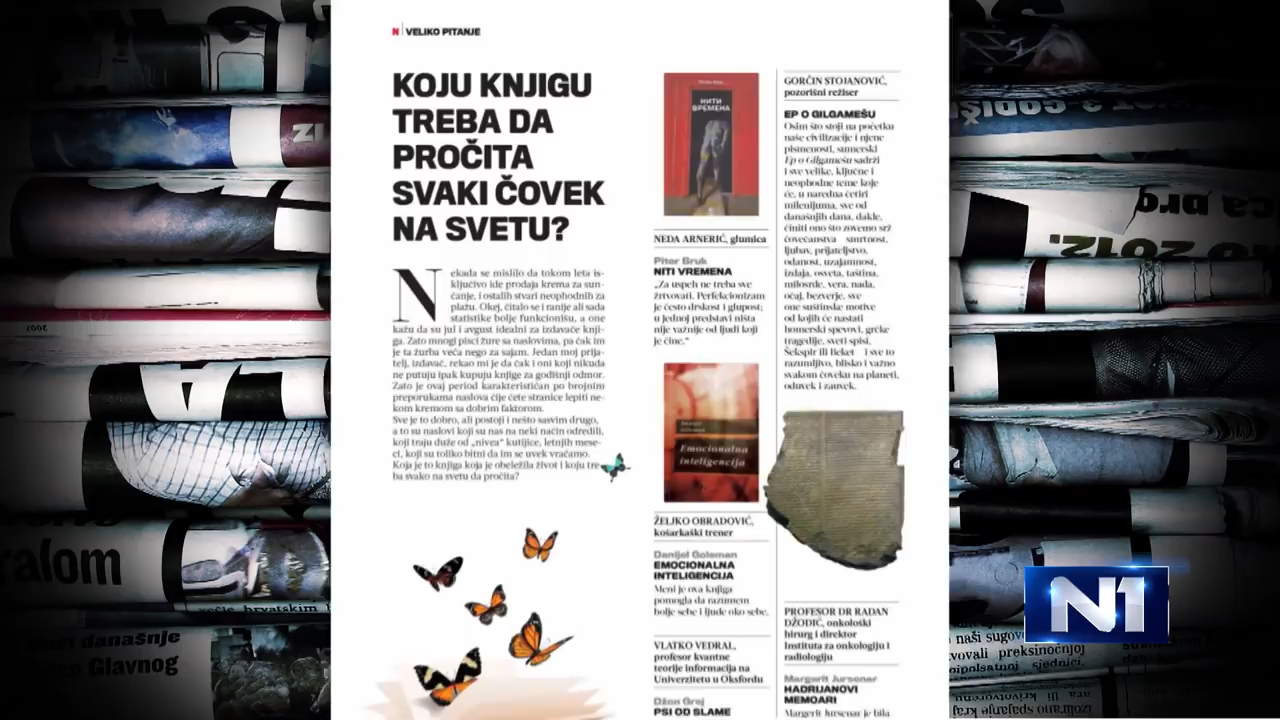 N VELIKO PITANJE
KOJU KNJIGU
TREBA DA
PROČITA
SVAKI ČOVEK
NA SVETU?
Nekada se mislilo da tokom leta is-
ključivo ide prodaja krema za sun-
čanje, i ostalih stvari neophodnih za
plažu. Okej, čitalo se i ranije ali sada
statistike bolje funkcionišu, a one
kažu da su jul i avgust idealni za izdavače knji-
ga. Zato mnogi pisci žure sa naslovima, pa čak im
je ta žurba veća nego za sajam. Jedan moj prija-
telj, izdavač, rekao mi je da čak i oni koji nikuda
ne putuju ipak kupuju knjige za godišnji odmor.
Zato je ovaj period karakterističan po brojnim
preporukama naslova čije ćete stranice lepiti ne-
kom kremom sa dobrim faktorom.
Sve je to dobro, ali postoji i nešto sasvim drugo,
a to su naslovi koji su nas na neki način odredili,
koji traju duže od „nivea“ kutijice, letnjih mese-
ci, koji su toliko bitni da im se uvek vraćamo.
Koja je to knjiga koja je obeležila život i koju tre-
ba svako na svetu da pročita?
НИТИ
ВРЕМЕНА
NEDA ARNERIĆ, glumica
Piter Bruk
NITI VREMENA
„Za uspeh ne treba sve
žrtvovati. Perfekcionizam
je često drskost i glupost;
u jednoj predstavi ništa
nije važnije od ljudi koji
je čine.“
Emocionalna
inteligencija
ŽELJKO OBRADOVIĆ,
košarkaški trener
Danijel Goleman
EMOCIONALNA
INTELIGENCIJA
Meni je ova knjiga
pomogla da razumem
bolje sebe i ljude oko sebe.
VLATKO VEDRAL,
profesor kvantne
teorije informacija na
Univerzitetu u Oksfordu
Džon Grej
PSI OD SLAME
GORČIN STOJANOVIĆ,
pozorišni režiser
EP O GILGAMEŠU
Osim što stoji na početku
naše civilizacije i njene
pismenosti, sumerski
Ep o Gilgamešu sadrži
i sve velike, ključne i
neophodne teme koje
će, u naredna četiri
milenijuma, sve od
današnjih dana, dakle,
činiti ono što zovemo srž
čovečanstva smrtnost,
ljubav, prijateljstvo,
odanost, uzajamnost,
izdaja, osveta, taština,
milosrđe, vera, nada,
očaj, bezverje, sve
one suštinske motive
od kojih će nastati
homerski spevovi, grčke
tragedije, sveti spisi,
Šekspir ili Beket i sve to
razumljivo, blisko i važno
svakom čoveku na planeti,
oduvek i zauvek.
PROFESOR DR RADAN
DŽODIĆ, onkološki
hirurg i direktor
Instituta za onkologiju i
radiologiju
Margerit Jursenar
HADRIJANOVI
MEMOARI
Margerit Jursenar je bila
LA
ralom
današnje
Glavnog
2012.
N1
naši sugovo
vovali preksinoćnoj